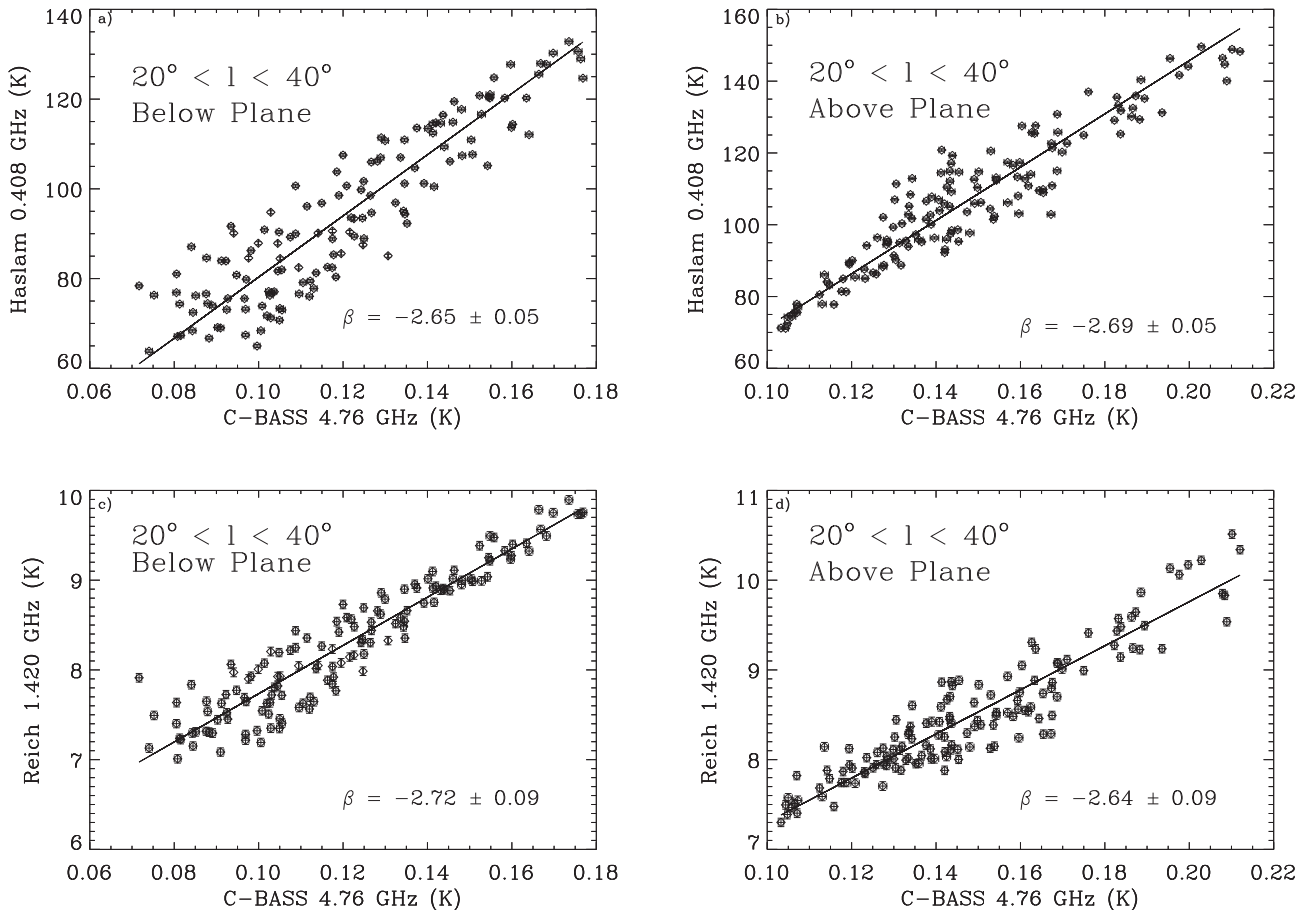 a)
20° < l < 40°
Below Plane
β = −2.65 ± 0.05
Haslam 0.408 GHz (K)
140
120
100
80
60
0.06 0.08 0.10 0.12 0.14 0.16 0.18
C−BASS 4.76 GHz (K)
b)
20° < l < 40°
Above Plane
β = −2.69 ± 0.05
Haslam 0.408 GHz (K)
160
140
120
100
80
60
0.10 0.12 0.14 0.16 0.18 0.20 0.22
C−BASS 4.76 GHz (K)
c)
20° < l < 40°
Below Plane
β = −2.72 ± 0.09
Reich 1.420 GHz (K)
10
9
8
7
6
0.06 0.08 0.10 0.12 0.14 0.16 0.18
C−BASS 4.76 GHz (K)
d)
20° < l < 40°
Above Plane
β = −2.64 ± 0.09
Reich 1.420 GHz (K)
11
10
9
8
7
0.10 0.12 0.14 0.16 0.18 0.20 0.22
C−BASS 4.76 GHz (K)